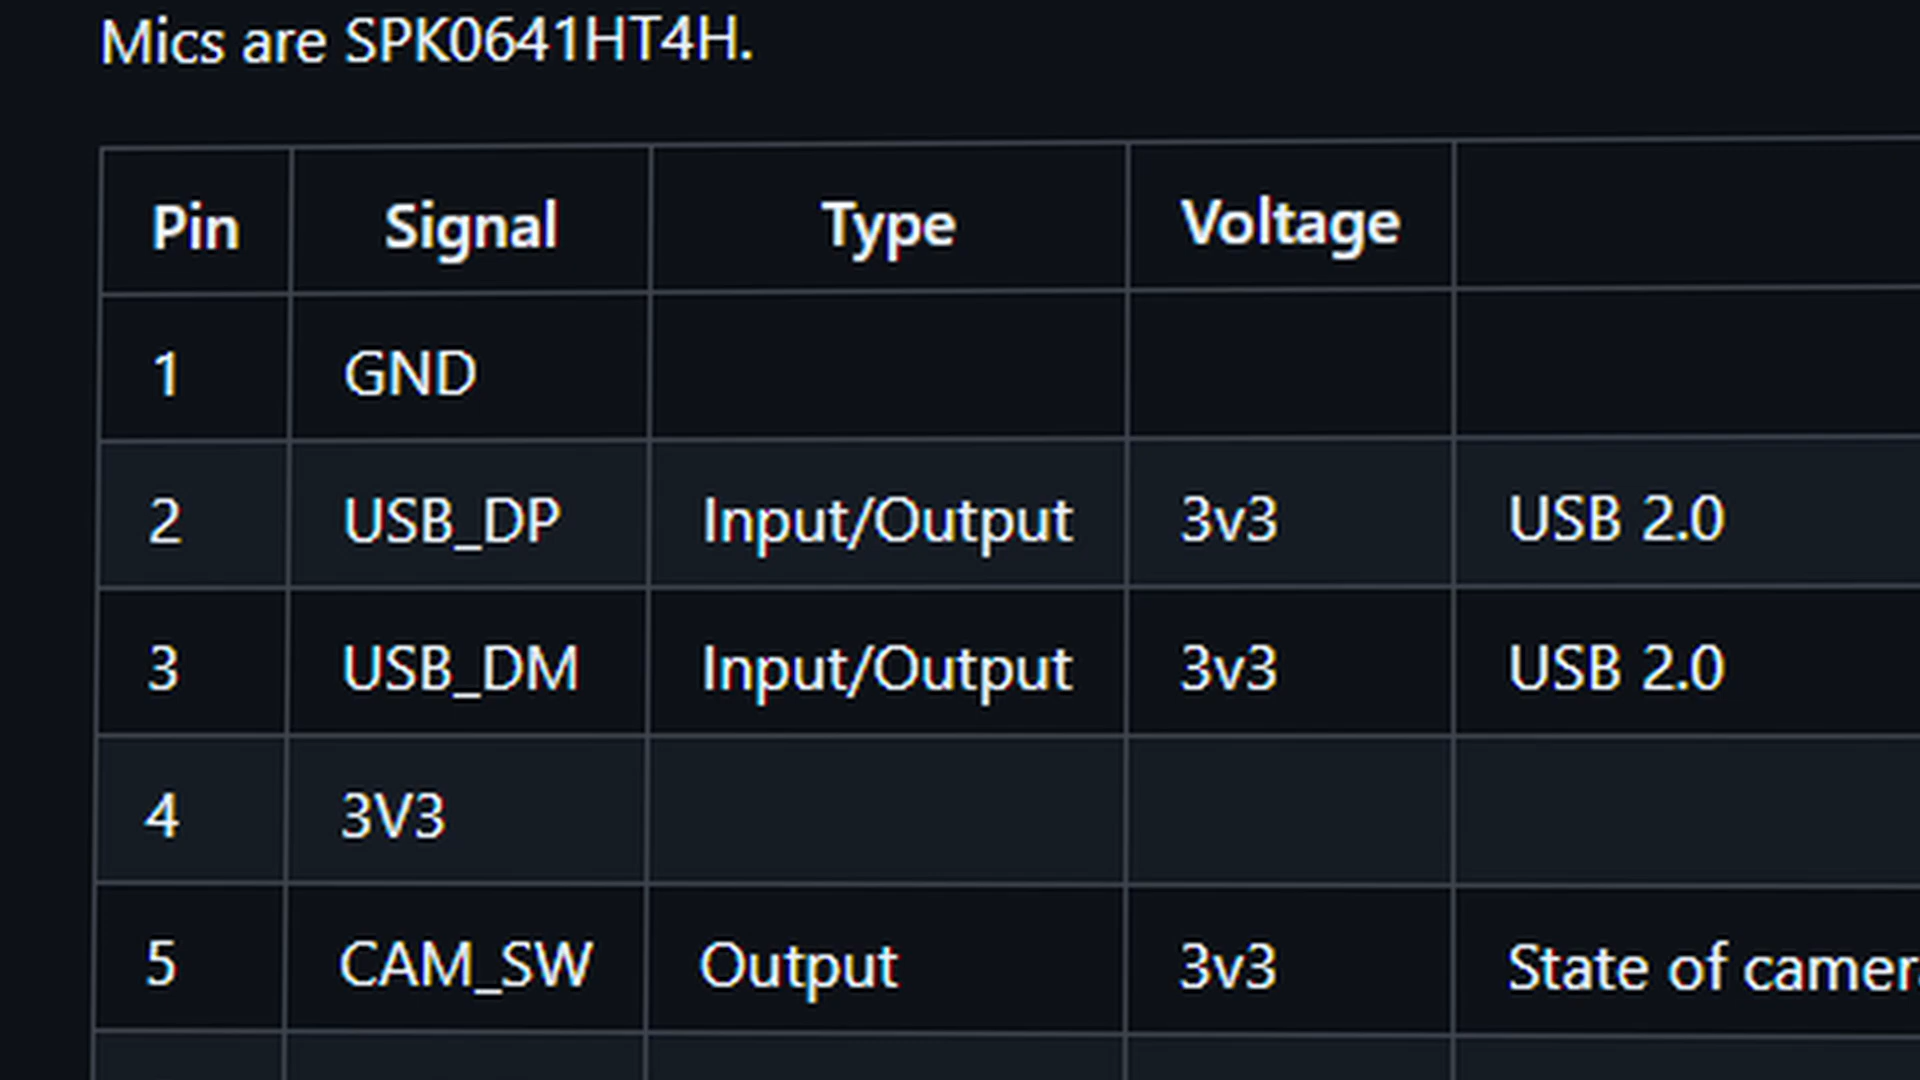 Mics are SPK0641HT4H.
Pin Signal Type Voltage
1 GND
2 USB_DP Input/Output 3v3 USB 2.0
3 USB_DM Input/Output 3v3 USB 2.0
4 3V3
5 CAM_SW Output 3v3 State of